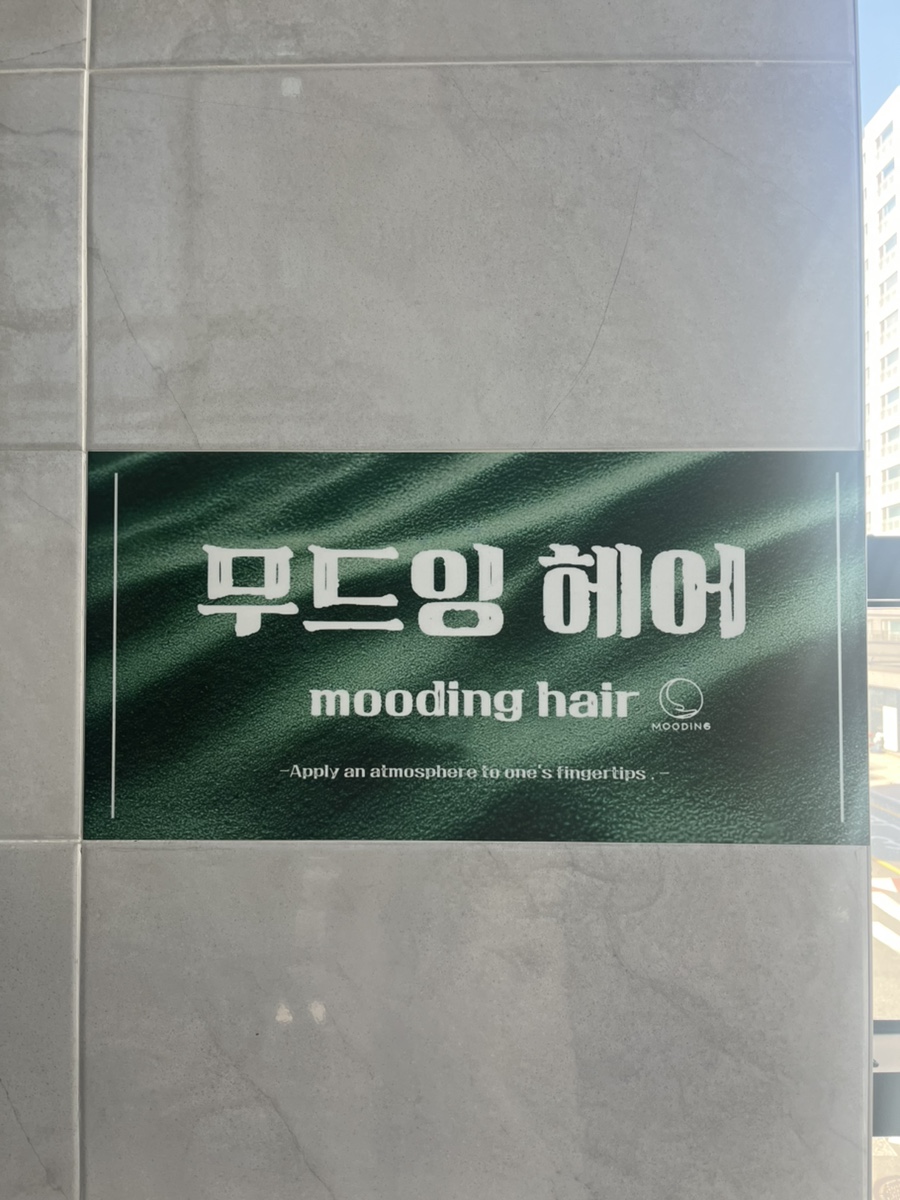 무드잉 헤어
mooding hair
MOODING
-Apply an atmosphere to one's fingertips . -